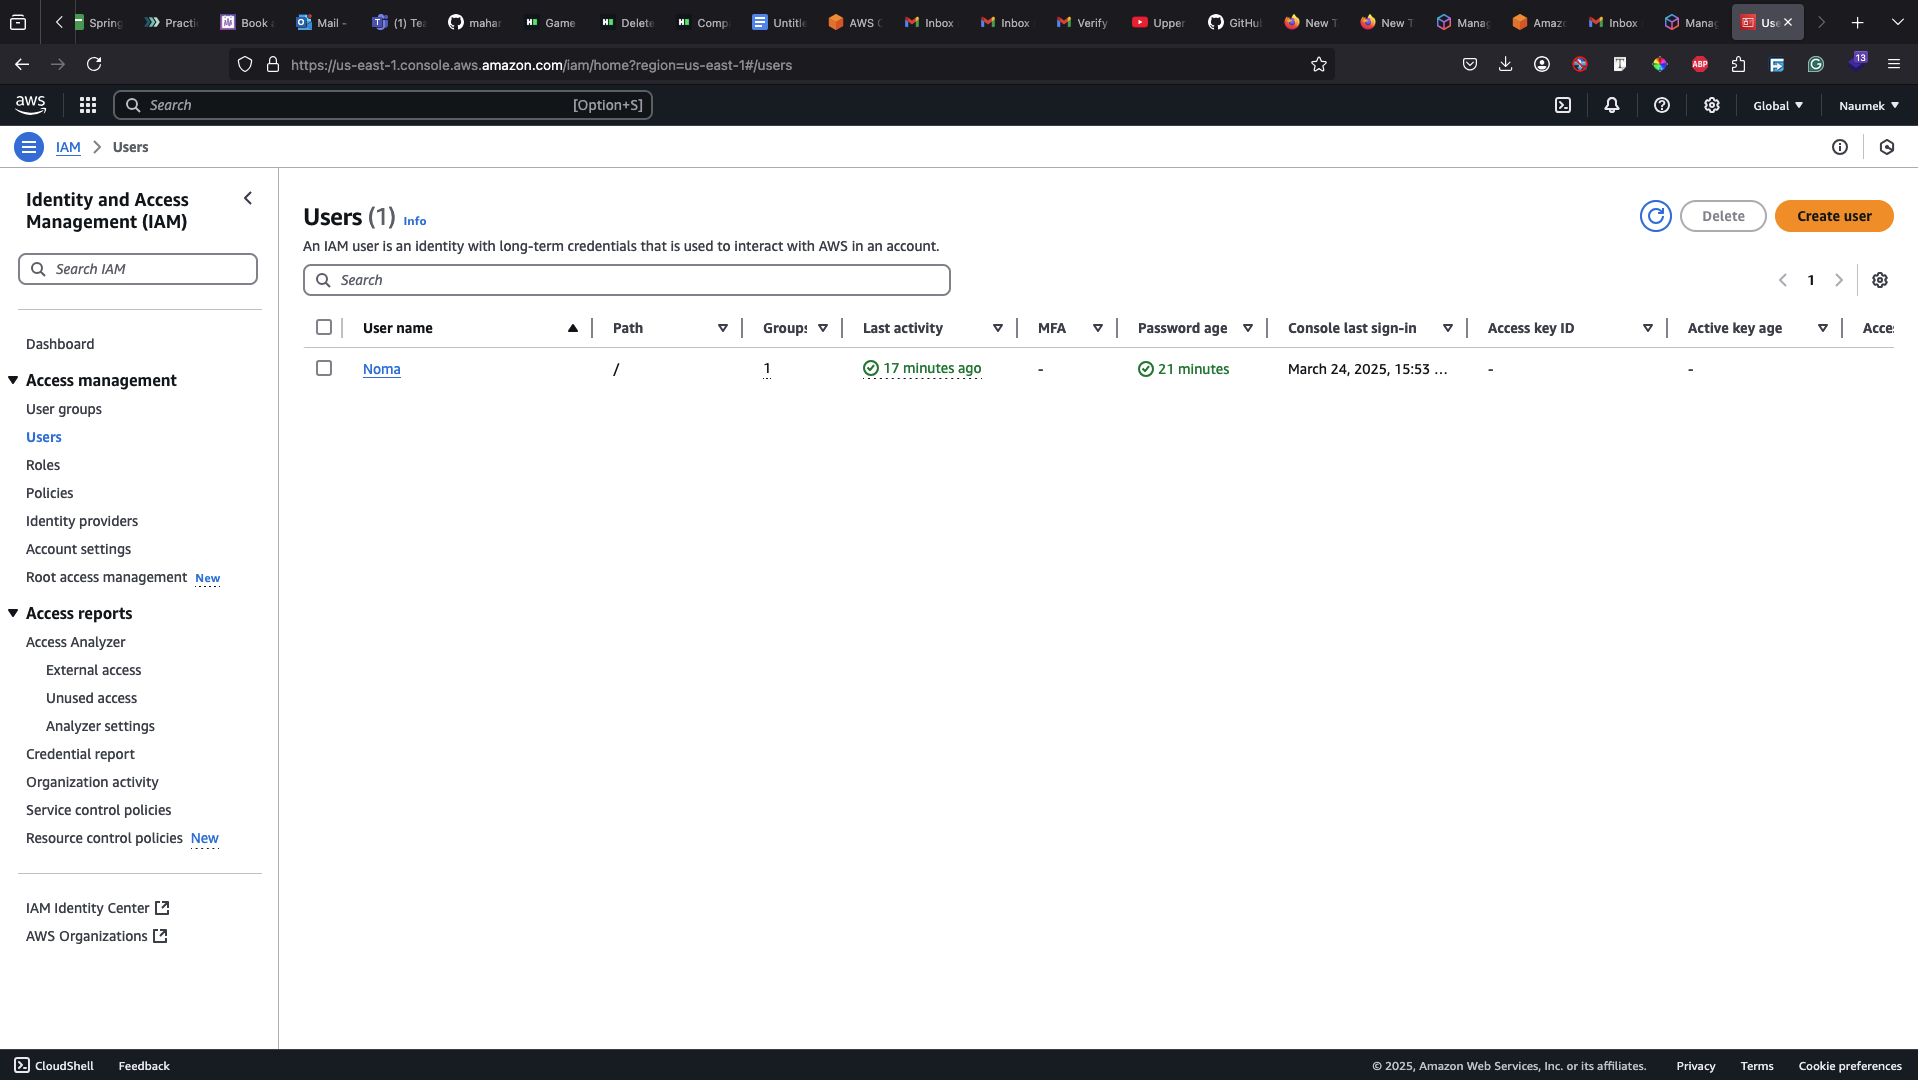 Spring
Practi
Book
Mail -
(1) Tea
mahar
Game
Delete
Comp
Untitle
AWS C
Inbox
Inbox
Verify
Upper
GitHu
New T
New T
Manag
Amazo
Inbox
Manag
Use
https://us-east-1.console.aws.amazon.com/iam/home?region=us-east-1#/users
ABP
13
aws
Search
[Option+S]
Global
Naumek
IAM
Users
Identity and Access
Management (IAM)
Search IAM
Dashboard
Access management
User groups
Users
Roles
Policies
Identity providers
Account settings
Root access management New
Access reports
Access Analyzer
External access
Unused access
Analyzer settings
Credential report
Organization activity
Service control policies
Resource control policies New
IAM Identity Center
AWS Organizations
Users (1) Info
Delete
Create user
An IAM user is an identity with long-term credentials that is used to interact with AWS in an account.
Search
1
User name Path Groups Last activity MFA Password age Console last sign-in Access key ID Active key age Acces
Noma / 1 17 minutes ago - 21 minutes March 24, 2025, 15:53 ... - -
CloudShell
Feedback
© 2025, Amazon Web Services, Inc. or its affiliates.
Privacy
Terms
Cookie preferences